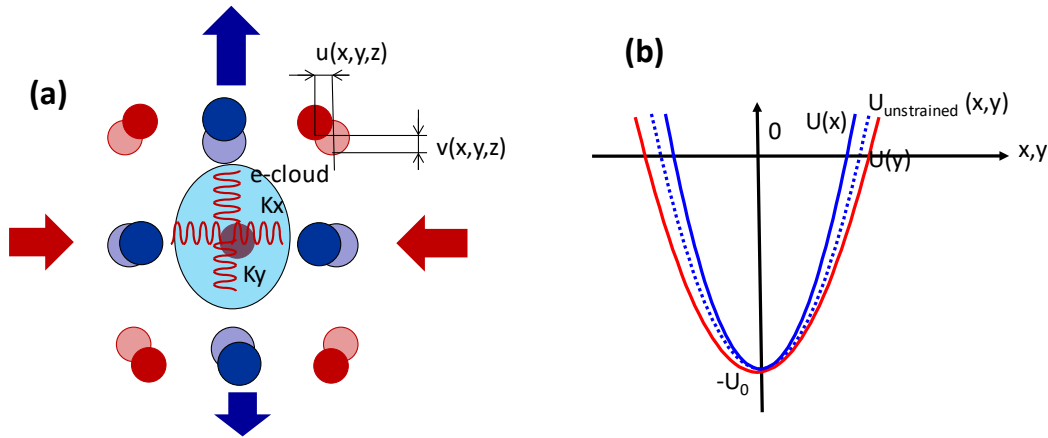 (a)
u(x,y,z)
v(x,y,z)
e-cloud
Kx
Ky
(b)
0
U(x)
Uunstrained (x,y)
U(y)
x,y
-U0